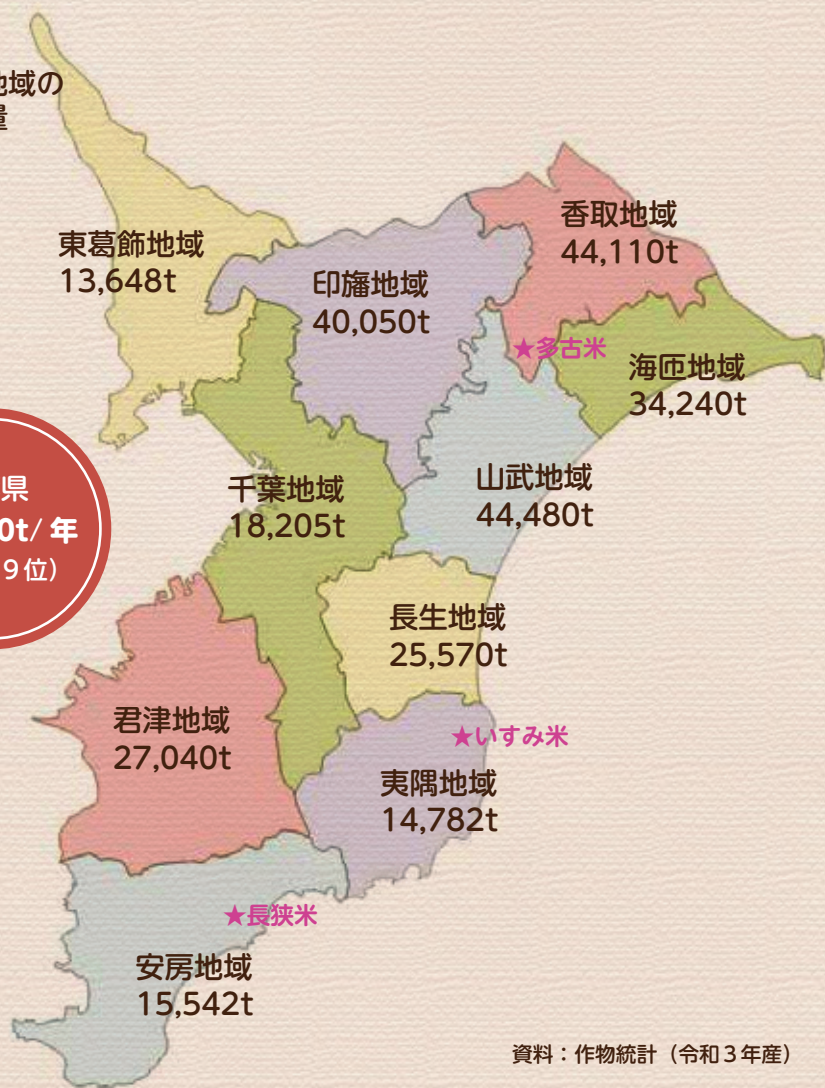 地域の
量
香取地域
44,110t
東葛飾地域
13,648t
印旛地域
40,050t
★多古米
海匝地域
34,240t
千葉地域
18,205t
山武地域
44,480t
県
0t/年
9位）
長生地域
25,570t
君津地域
27,040t
★いすみ米
夷隅地域
14,782t
★長狭米
安房地域
15,542t
資料：作物統計（令和３年産）